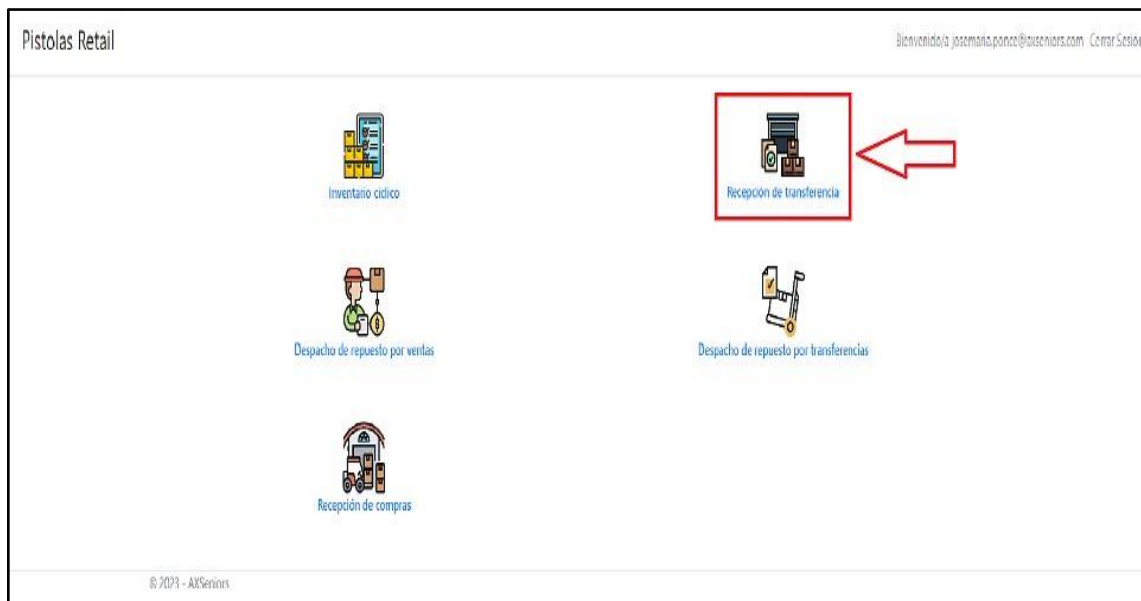 Pistolas Retail
Bienvenido/a josemaria.ponce@axseniors.com Cerrar Sesión
Inventario cíclico
Recepción de transferencia
Despacho de repuesto por ventas
Despacho de repuesto por transferencias
Recepción de compras
© 2023 - AXSeniors